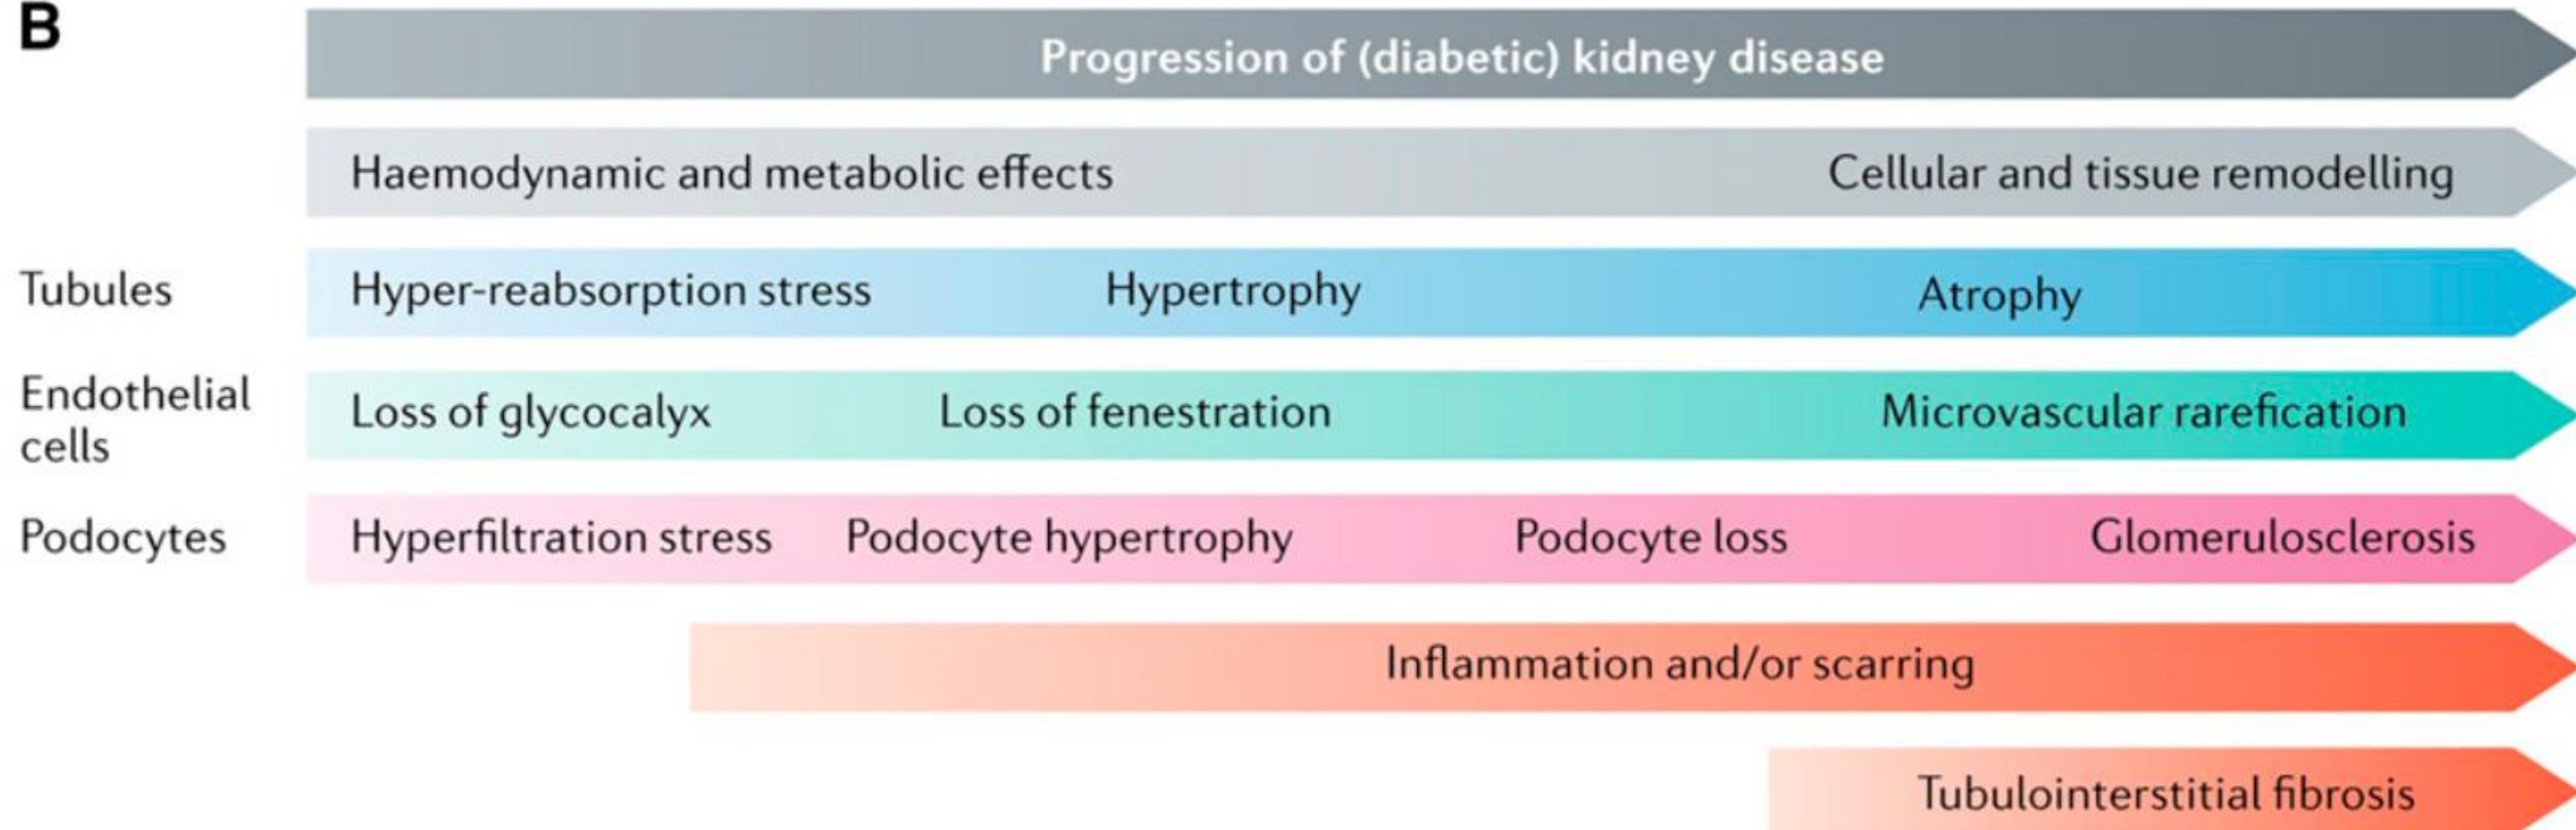 B
Progression of (diabetic) kidney disease
Haemodynamic and metabolic effects
Cellular and tissue remodelling
Tubules
Hyper-reabsorption stress
Hypertrophy
Atrophy
Endothelial
cells
Loss of glycocalyx
Loss of fenestration
Microvascular rarefication
Podocytes
Hyperfiltration stress
Podocyte hypertrophy
Podocyte loss
Glomerulosclerosis
Inflammation and/or scarring
Tubulointerstitial fibrosis